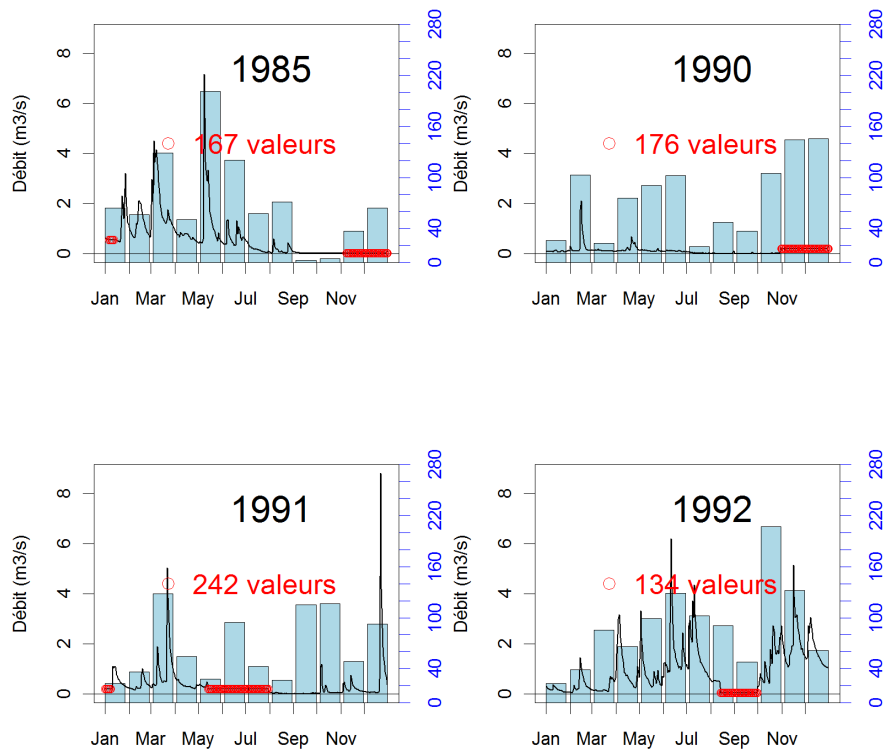 1985
167 valeurs
Débit (m3/s)
0 2 4 6 8
0 40 100 160 220 280
Jan Mar May Jul Sep Nov
1990
176 valeurs
Débit (m3/s)
0 2 4 6 8
0 40 100 160 220 280
Jan Mar May Jul Sep Nov
1991
242 valeurs
Débit (m3/s)
0 2 4 6 8
0 40 100 160 220 280
Jan Mar May Jul Sep Nov
1992
134 valeurs
Débit (m3/s)
0 2 4 6 8
0 40 100 160 220 280
Jan Mar May Jul Sep Nov